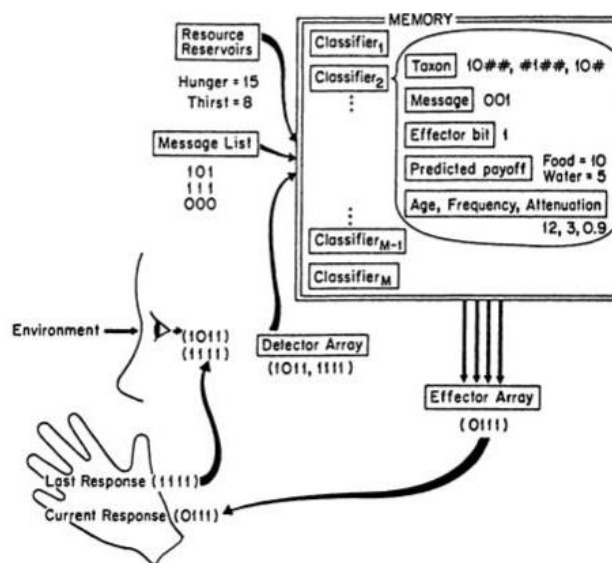 MEMORY
Resource
Reservoirs
Hunger = 15
Thirst = 8
Message List
101
111
000
Classifier1
Classifier2
Classifier M-1
Classifier M
Taxon 10##, #1##, 10#
Message 001
Effector bit 1
Predicted payoff Food = 10
Water = 5
Age, Frequency, Attenuation
12, 3, 0.9
Environment
(1011)
(1111)
Detector Array
(1011, 1111)
Effector Array
(0111)
Last Response (1111)
Current Response (0111)